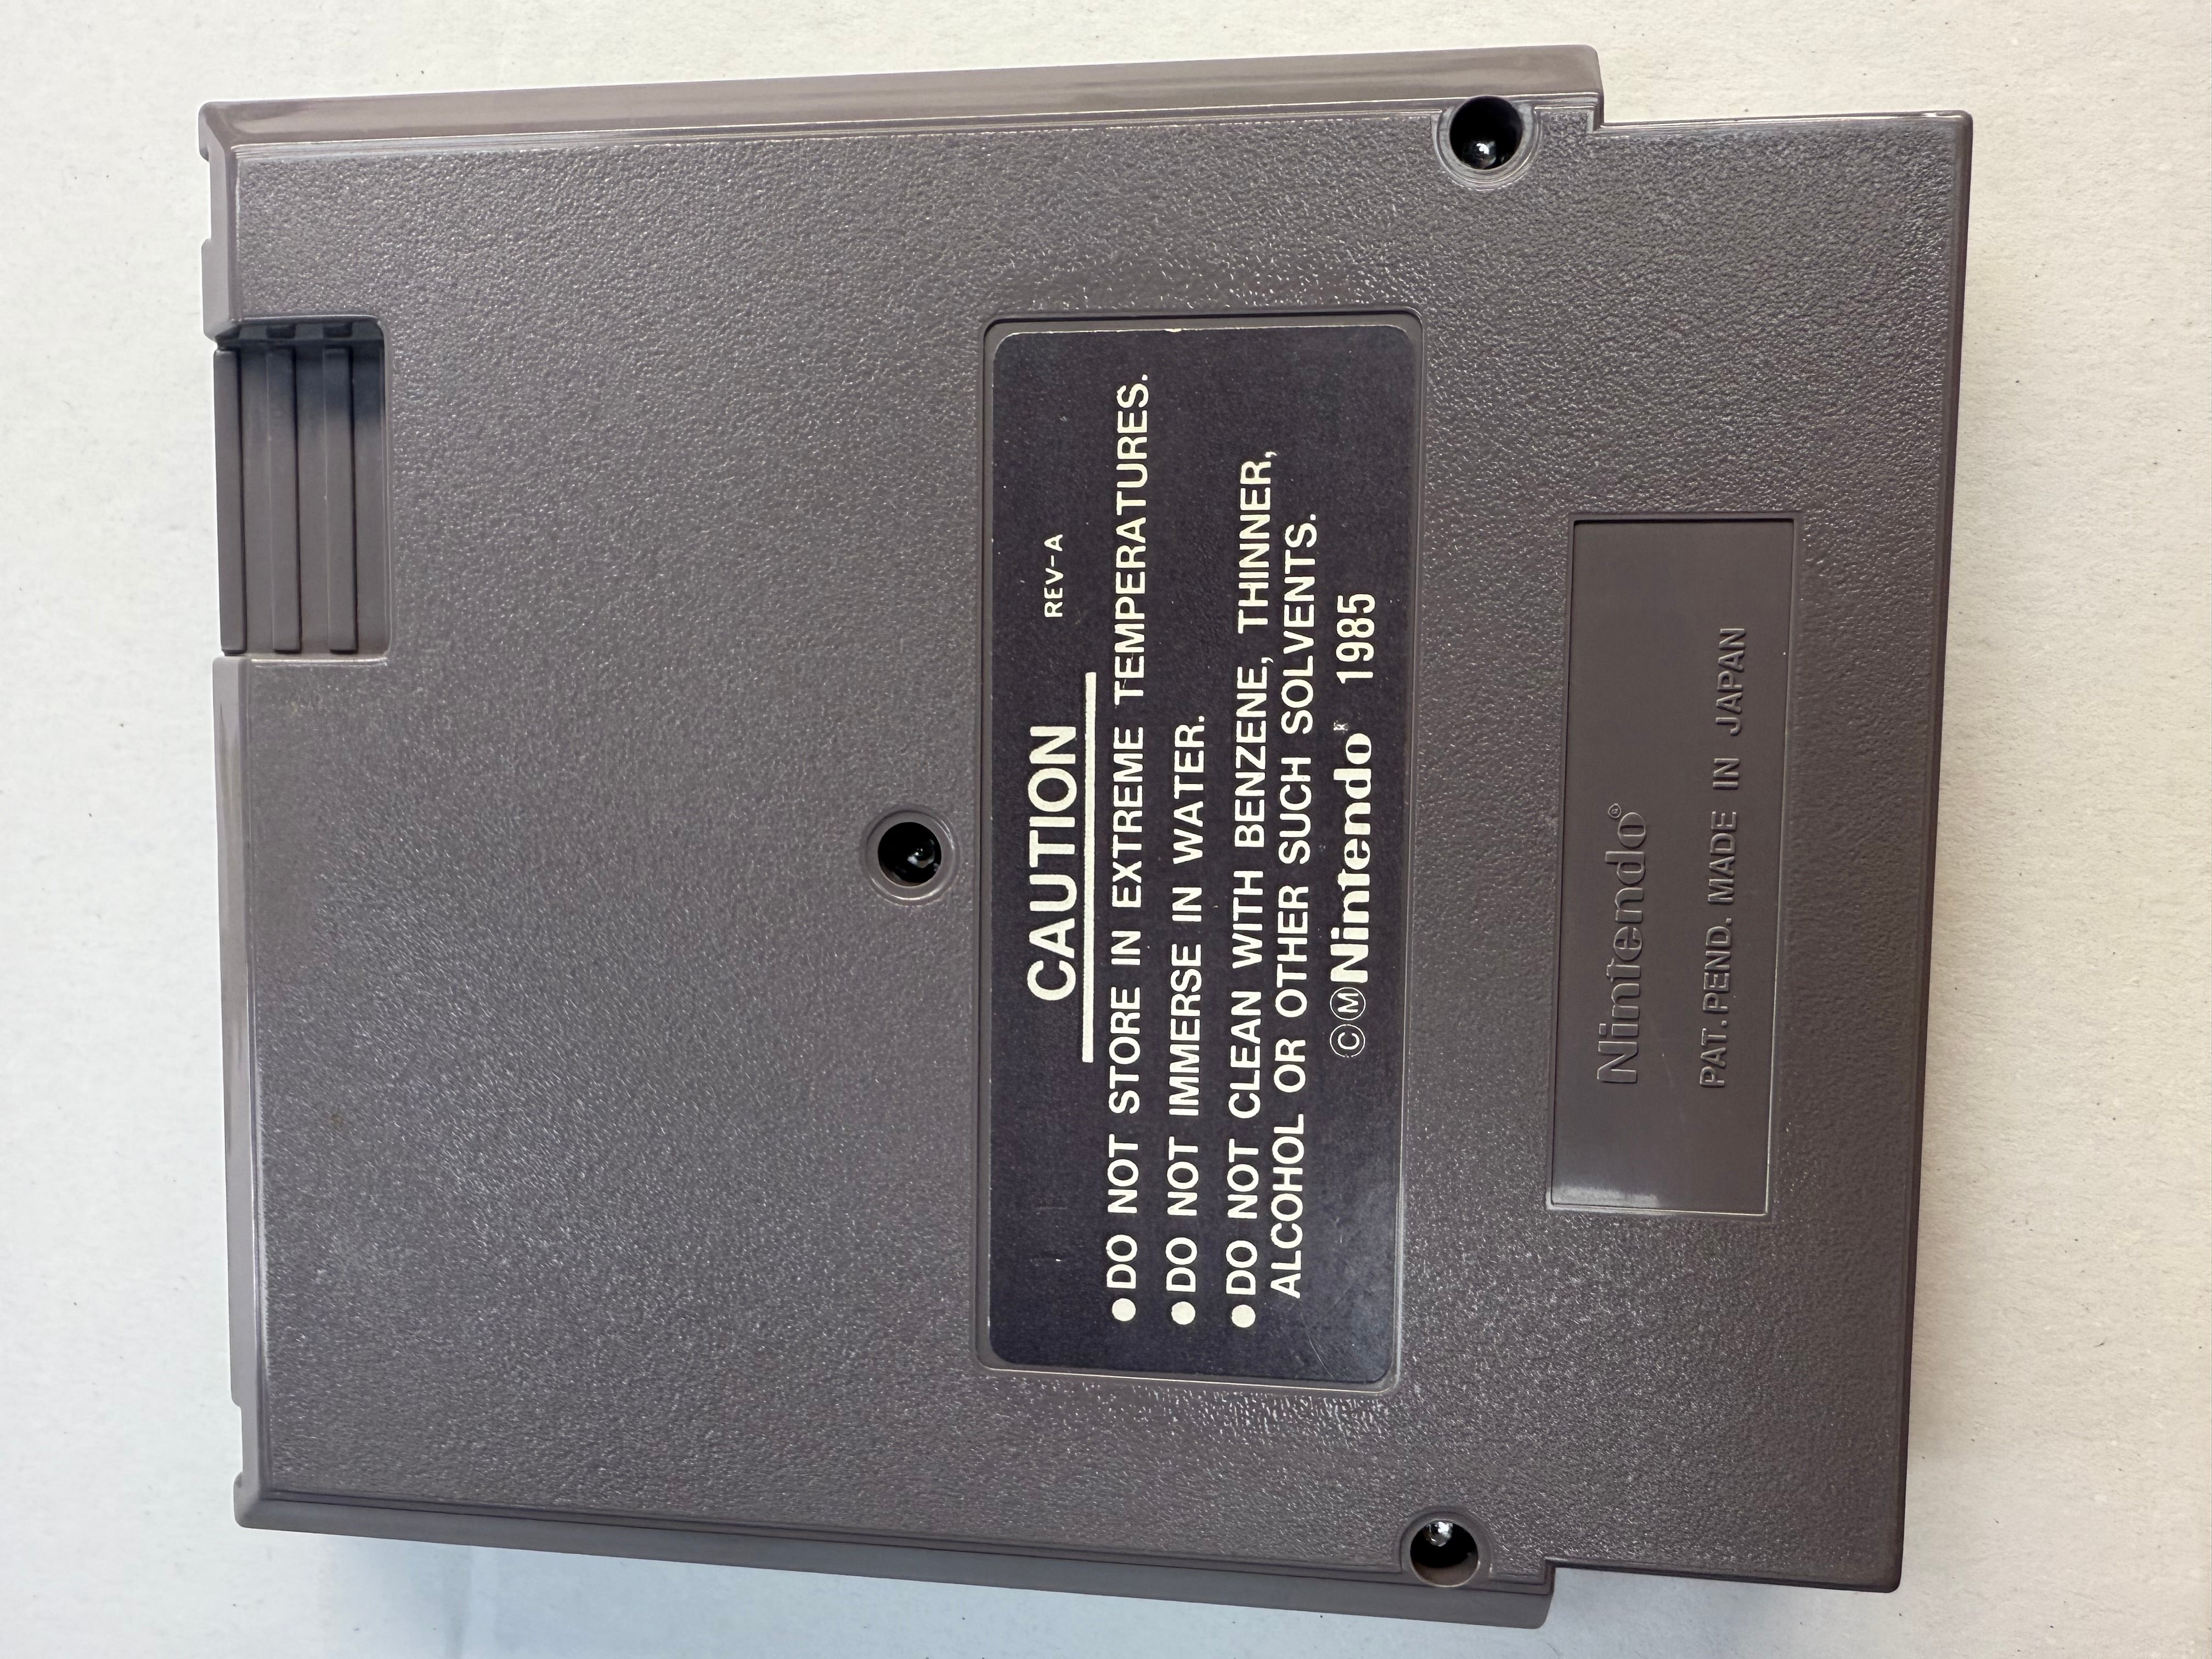 CAUTION REV-A
●DO NOT STORE IN EXTREME TEMPERATURES.
●DO NOT IMMERSE IN WATER.
●DO NOT CLEAN WITH BENZENE, THINNER,
ALCOHOL OR OTHER SUCH SOLVENTS.
ⒸⓂNintendo® 1985
Nintendo®
PAT.PEND. MADE IN JAPAN